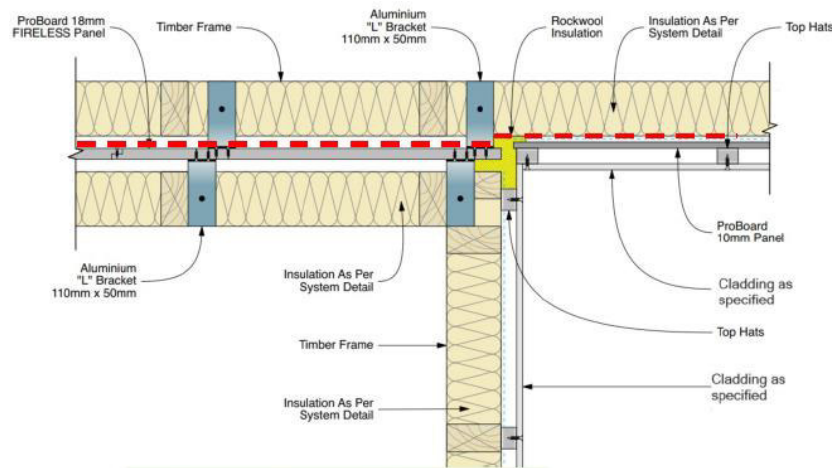 ProBoard 18mm
FIRELESS Panel
Timber Frame
Aluminium
"L" Bracket
110mm x 50mm
Rockwool
Insulation
Insulation As Per
System Detail
Top Hats
Aluminium
"L" Bracket
110mm x 50mm
Insulation As Per
System Detail
ProBoard
10mm Panel
Cladding as
specified
Top Hats
Timber Frame
Cladding as
specified
Insulation As Per
System Detail